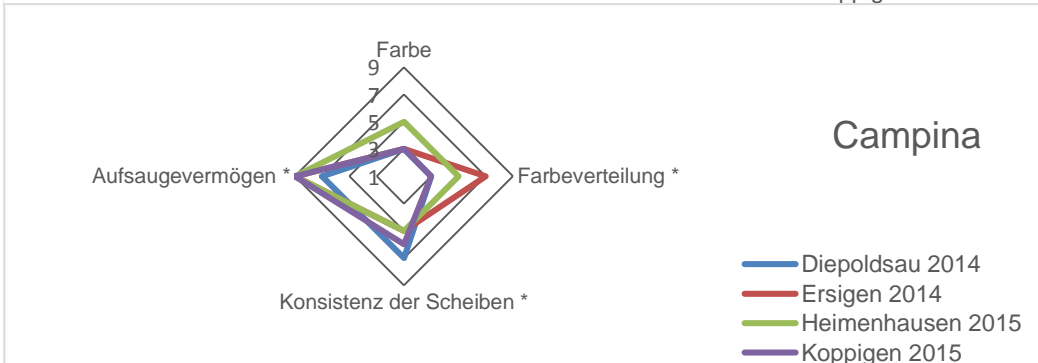 Farbe
9
7
5
3
1
Aufsaugevermögen *
Farbeverteilung *
Konsistenz der Scheiben *
Campina
Diepoldsau 2014
Ersigen 2014
Heimenhausen 2015
Koppigen 2015